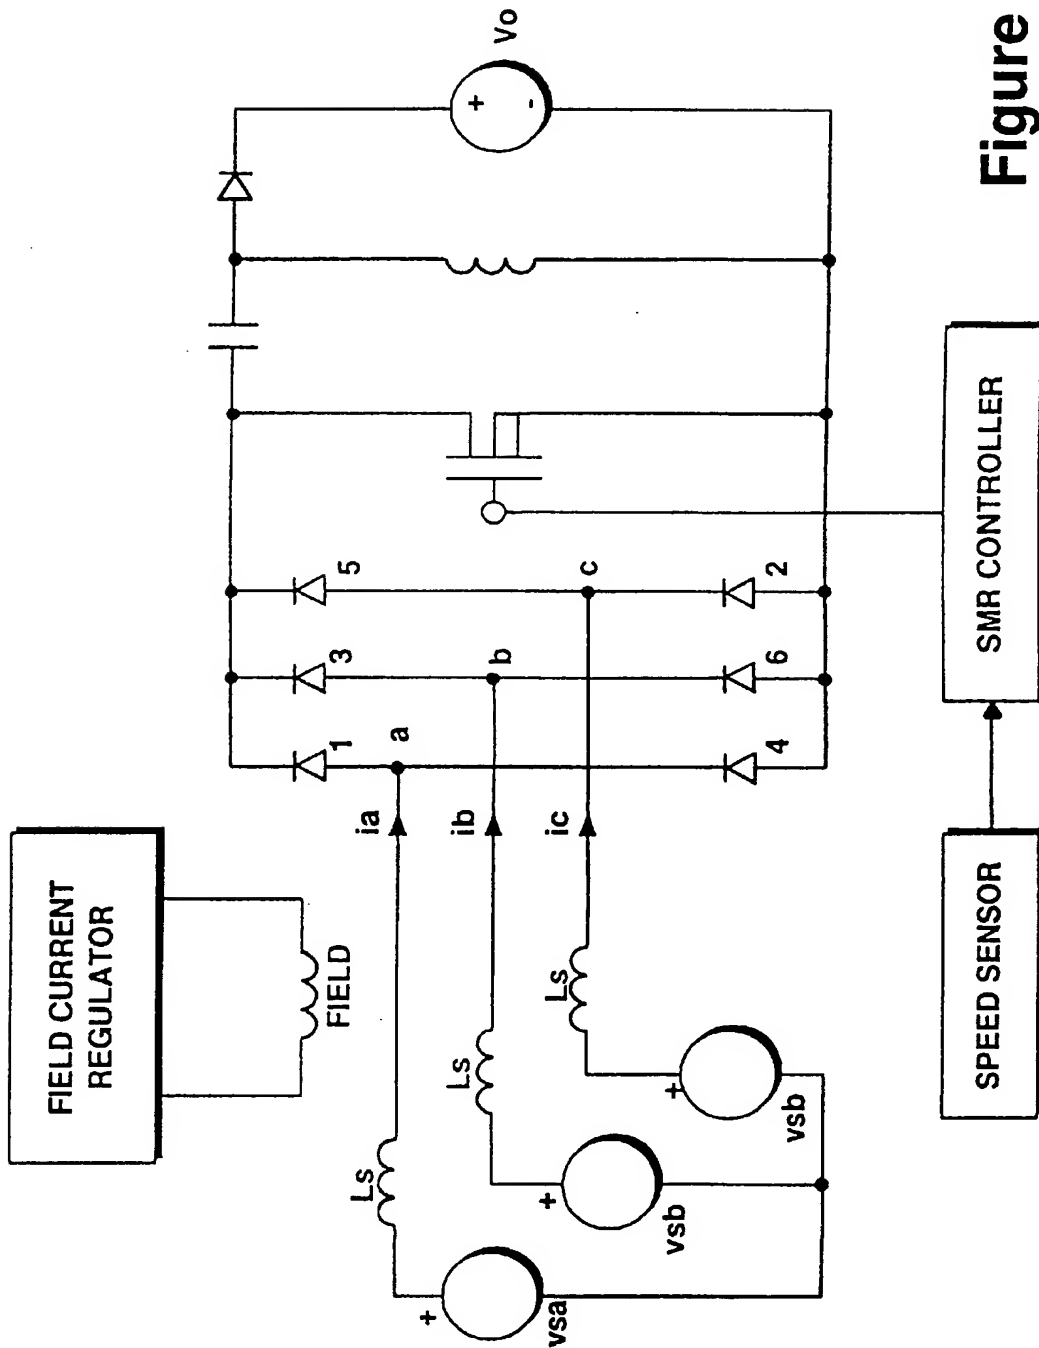 FIELD CURRENT
REGULATOR
FIELD
Vo
+
-
1
3
5
a
b
c
4
6
2
ia
ib
ic
Ls
Ls
Ls
+
vsa
+
vsb
+
vsb
SPEED SENSOR
SMR CONTROLLER
Figure